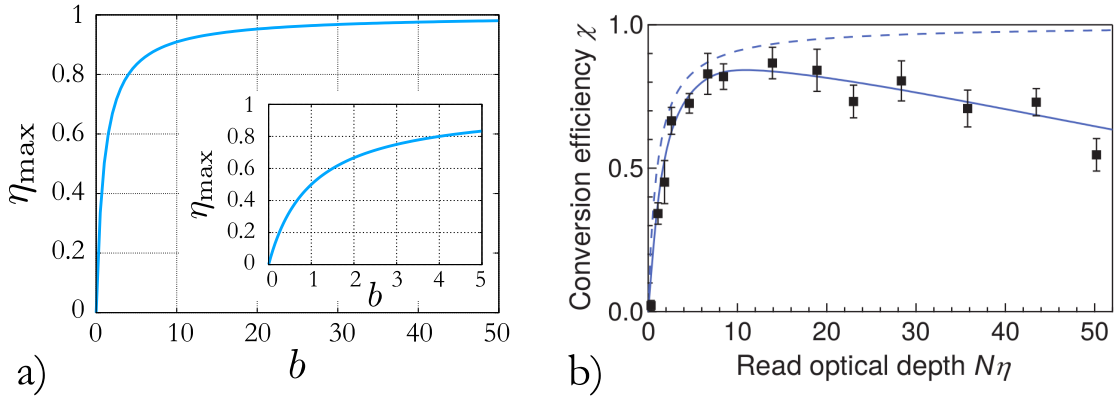 1
0.8
0.6
0.4
0.2
0
η_max
0 10 20 30 40 50
b
1
0.8
0.6
0.4
0.2
0
η_max
0 1 2 3 4 5
b
a)
1.0
0.5
0.0
Conversion efficiency χ
0 10 20 30 40 50
Read optical depth Nη
b)